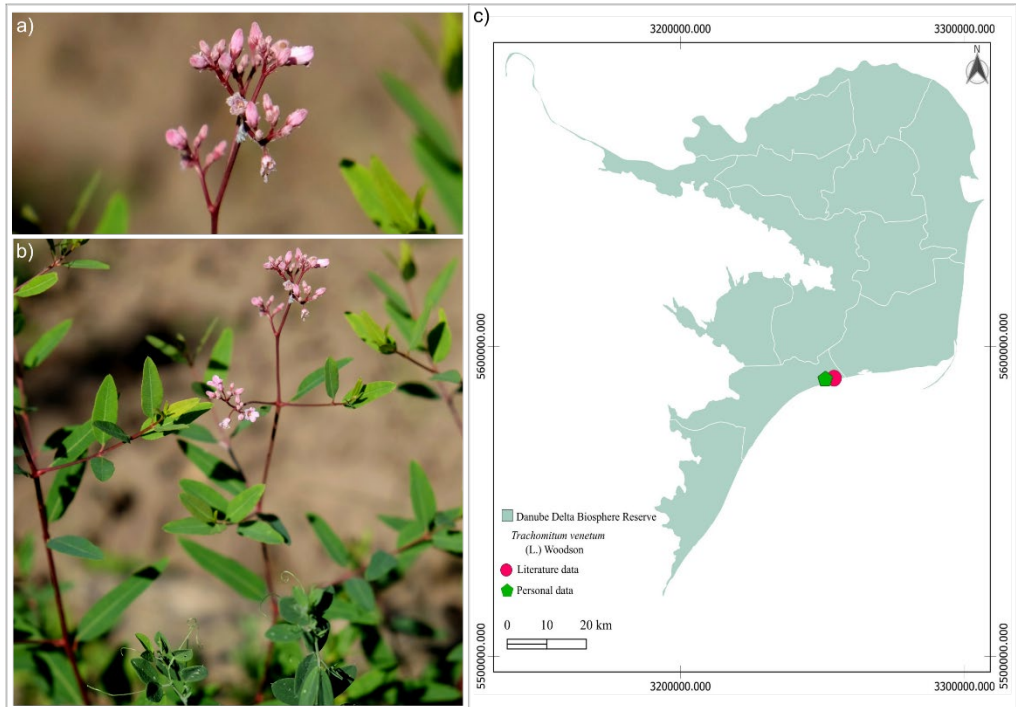 a)
b)
c)
3200000.000
3300000.000
N
5600000.000
5600000.000
Danube Delta Biosphere Reserve
Trachomitum venetum
(L.) Woodson
Literature data
Personal data
0 10 20 km
5500000.000
5500000.000
3200000.000
3300000.000